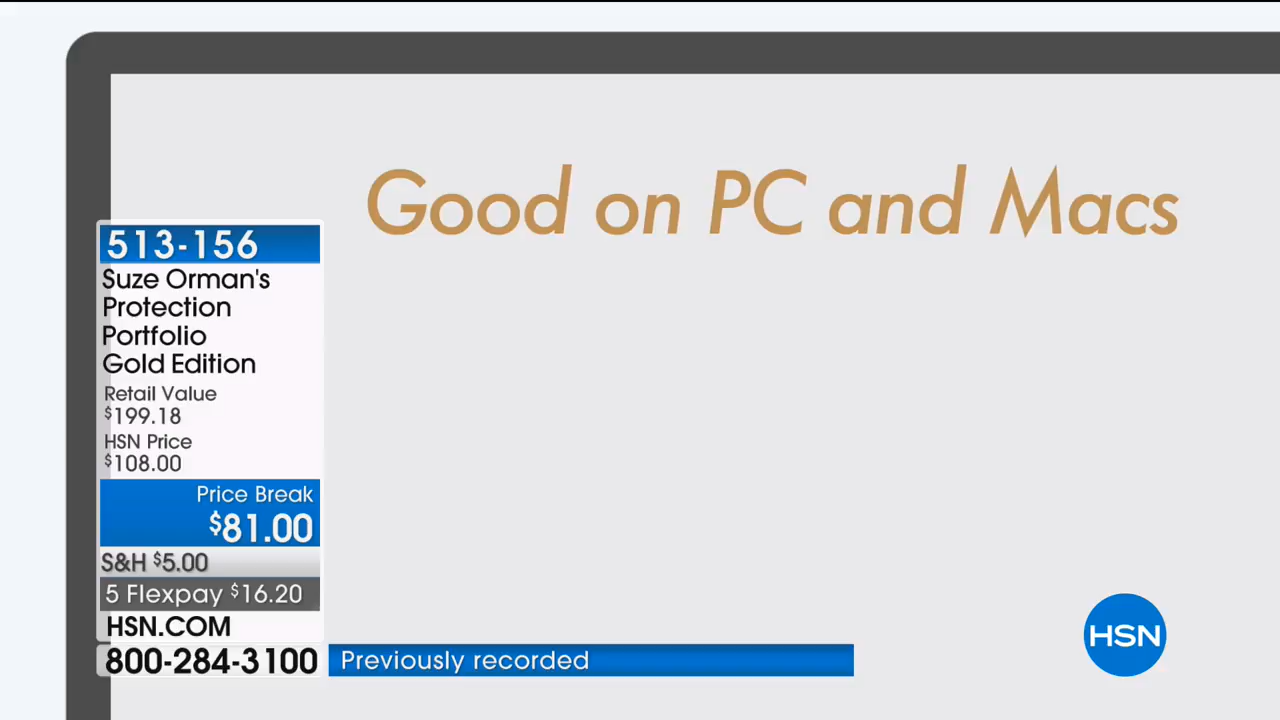 Good on PC and Macs
513-156
Suze Orman's
Protection
Portfolio
Gold Edition
Retail Value
$199.18
HSN Price
$108.00
Price Break
$81.00
S&H $5.00
5 Flexpay $16.20
HSN.COM
800-284-3100
Previously recorded
HSN